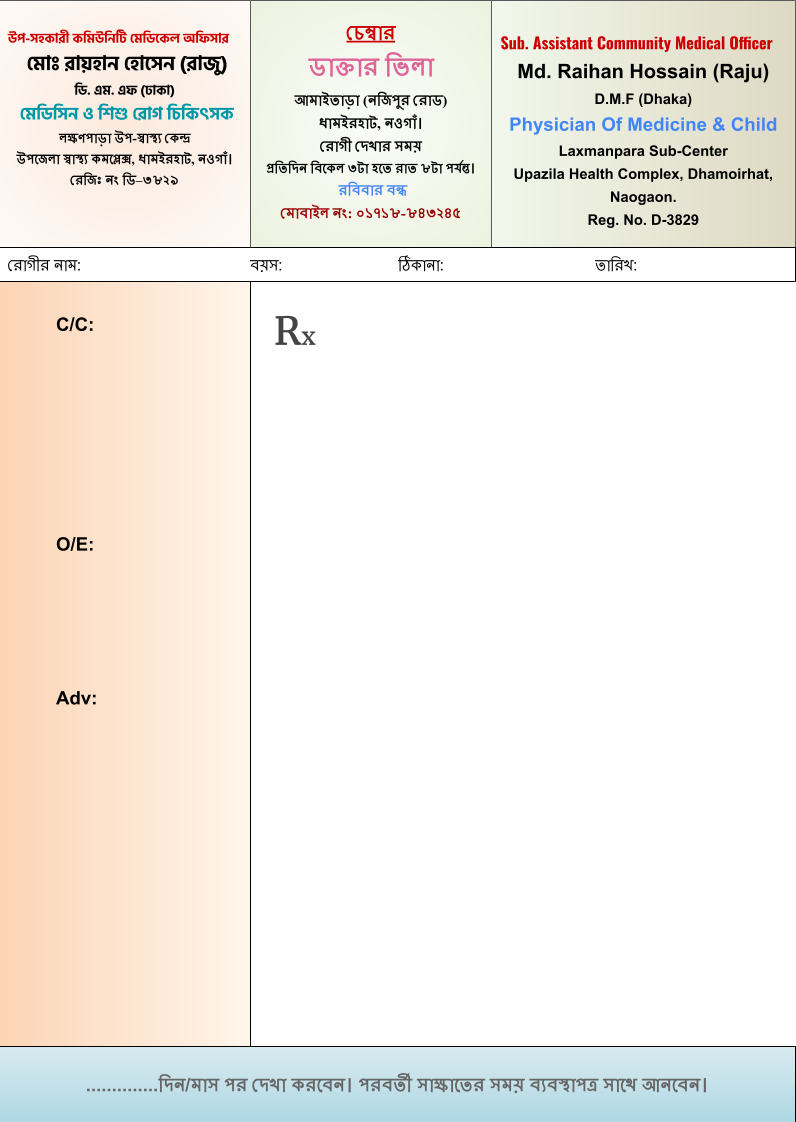 উপ-সহকারী কমিউনিটি মেডিকেল অফিসার
মোঃ রায়হান হোসেন (রাজু)
ডি. এম. এফ (ঢাকা)
মেডিসিন ও শিশু রোগ চিকিৎসক
লক্ষণপাড়া উপ-স্বাস্থ্য কেন্দ্র
উপজেলা স্বাস্থ্য কমপ্লেক্স, ধামইরহাট, নওগাঁ।
রেজিঃ নং ডি–৩৮২৯
চেম্বার
ডাক্তার ভিলা
আমাইতাড়া (নজিপুর রোড)
ধামইরহাট, নওগাঁ।
রোগী দেখার সময়
প্রতিদিন বিকেল ৩টা হতে রাত ৮টা পর্যন্ত।
রবিবার বন্ধ
মোবাইল নং: ০১৭১৮-৮৪৩২৪৫
Sub. Assistant Community Medical Officer
Md. Raihan Hossain (Raju)
D.M.F (Dhaka)
Physician Of Medicine & Child
Laxmanpara Sub-Center
Upazila Health Complex, Dhamoirhat,
Naogaon.
Reg. No. D-3829
রোগীর নাম: বয়স: ঠিকানা: তারিখ:
C/C:
O/E:
Adv:
Rx
..............দিন/মাস পর দেখা করবেন। পরবর্তী সাক্ষাতের সময় ব্যবস্থাপত্র সাথে আনবেন।